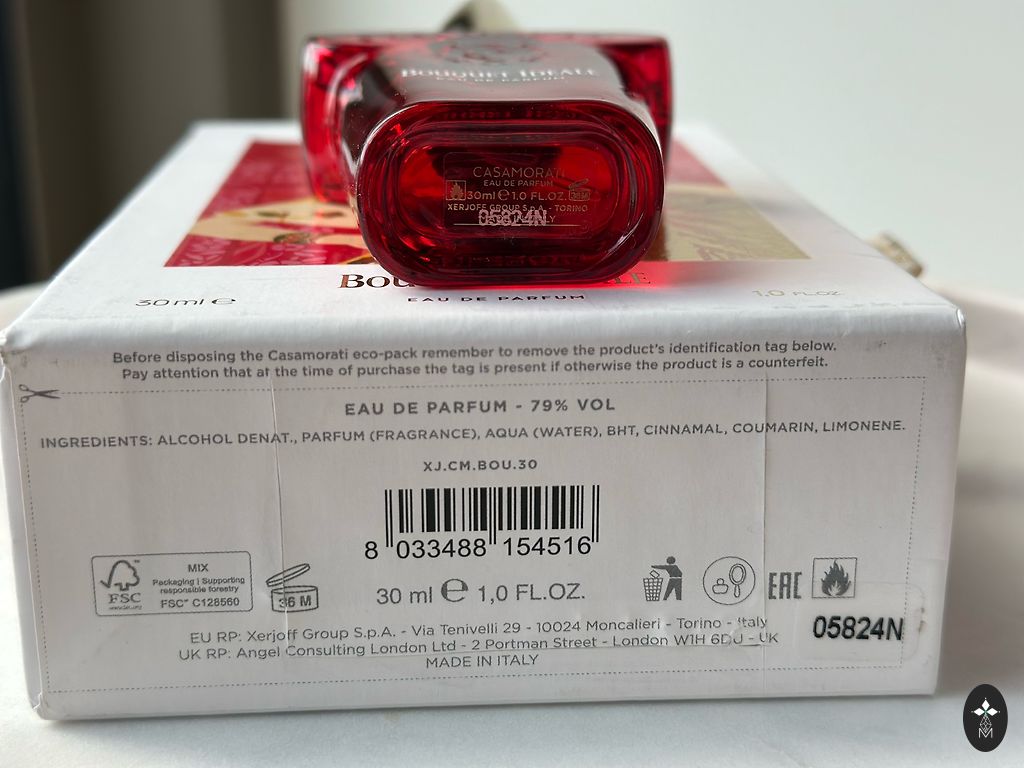 BOUQUET IDEALE
EAU DE PARFUM
CASAMORATI
EAU DE PARFUM
30ml e 1.0 FL.OZ. 36M
XERJOFF GROUP S.p.A. - TORINO
05824N
EAU DE PARFUM
30 ml e
1.0 FL.OZ.
Before disposing the Casamorati eco-pack remember to remove the product's identification tag below.
Pay attention that at the time of purchase the tag is present if otherwise the product is a counterfeit.
EAU DE PARFUM - 79% VOL
INGREDIENTS: ALCOHOL DENAT., PARFUM (FRAGRANCE), AQUA (WATER), BHT, CINNAMAL, COUMARIN, LIMONENE.
XJ.CM.BOU.30
8 033488 154516
FSC
MIX
Packaging | Supporting
responsible forestry
FSC® C128560
36 M
30 ml e 1,0 FL.OZ.
EAC
05824N
EU RP: Xerjoff Group S.p.A. - Via Tenivelli 29 - 10024 Moncalieri - Torino - Italy
UK RP: Angel Consulting London Ltd - 2 Portman Street - London W1H 6DU - UK
MADE IN ITALY
M